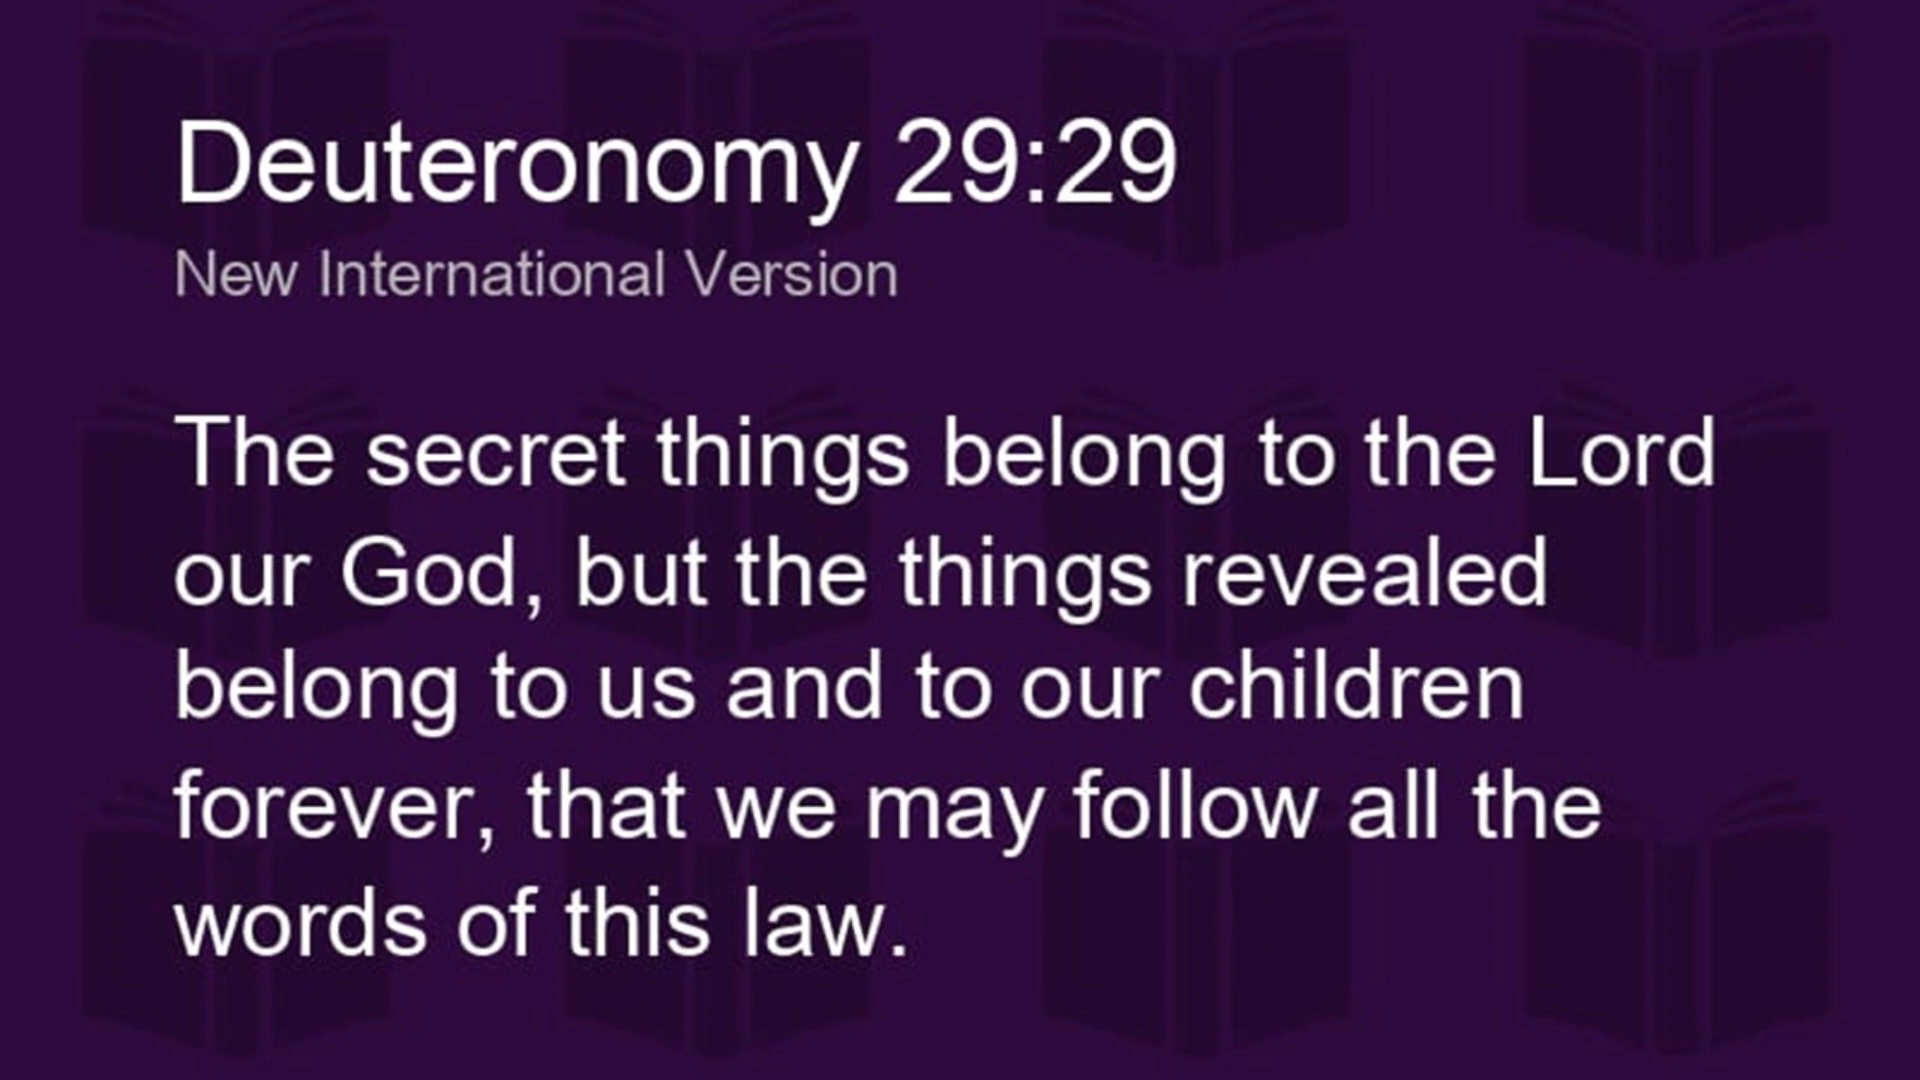 Deuteronomy 29:29
New International Version
The secret things belong to the Lord
our God, but the things revealed
belong to us and to our children
forever, that we may follow all the
words of this law.